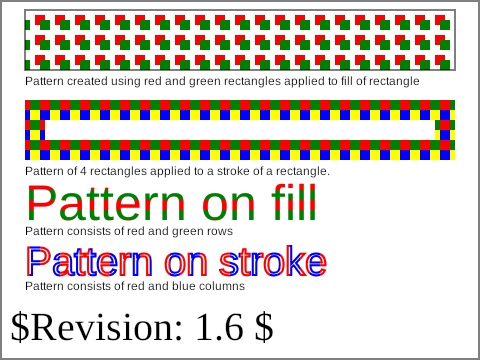 Pattern created using red and green rectangles applied to fill of rectangle
Pattern of 4 rectangles applied to a stroke of a rectangle.
Pattern on fill
Pattern consists of red and green rows
Pattern on stroke
Pattern consists of red and blue columns
$Revision: 1.6 $